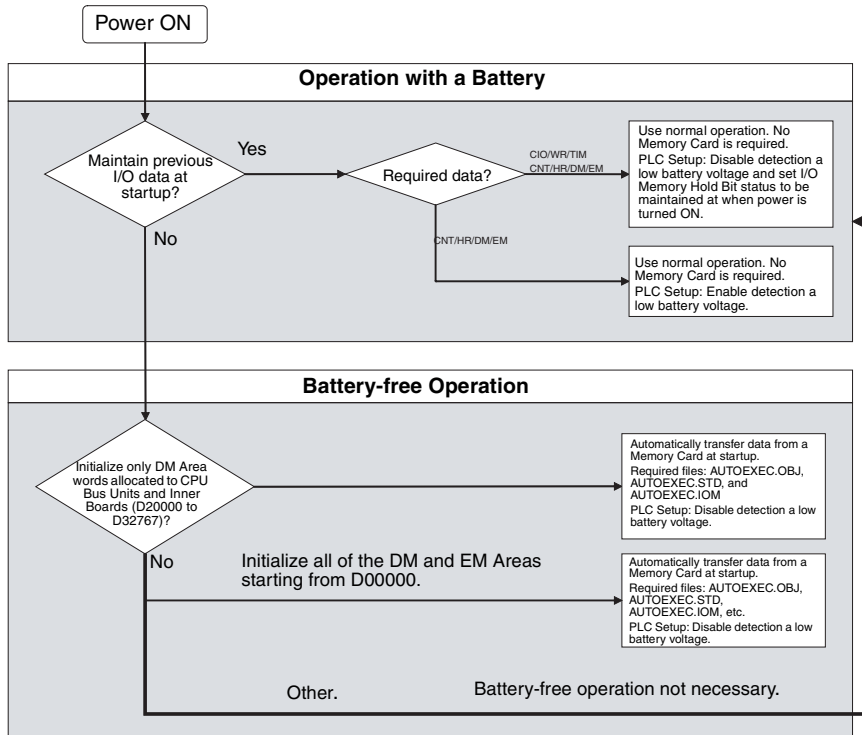 Power ON
Operation with a Battery
Maintain previous
I/O data at
startup?
Yes
No
Required data?
CIO/WR/TIM
CNT/HR/DM/EM
CNT/HR/DM/EM
Use normal operation. No
Memory Card is required.
PLC Setup: Disable detection a
low battery voltage and set I/O
Memory Hold Bit status to be
maintained at when power is
turned ON.
Use normal operation. No
Memory Card is required.
PLC Setup: Enable detection a
low battery voltage.
Battery-free Operation
Initialize only DM Area
words allocated to CPU
Bus Units and Inner
Boards (D20000 to
D32767)?
No
Automatically transfer data from a
Memory Card at startup.
Required files: AUTOEXEC.OBJ,
AUTOEXEC.STD, and
AUTOEXEC.IOM
PLC Setup: Disable detection a low
battery voltage.
Initialize all of the DM and EM Areas
starting from D00000.
Automatically transfer data from a
Memory Card at startup.
Required files: AUTOEXEC.OBJ,
AUTOEXEC.STD,
AUTOEXEC.IOM, etc.
PLC Setup: Disable detection a low
battery voltage.
Other.
Battery-free operation not necessary.